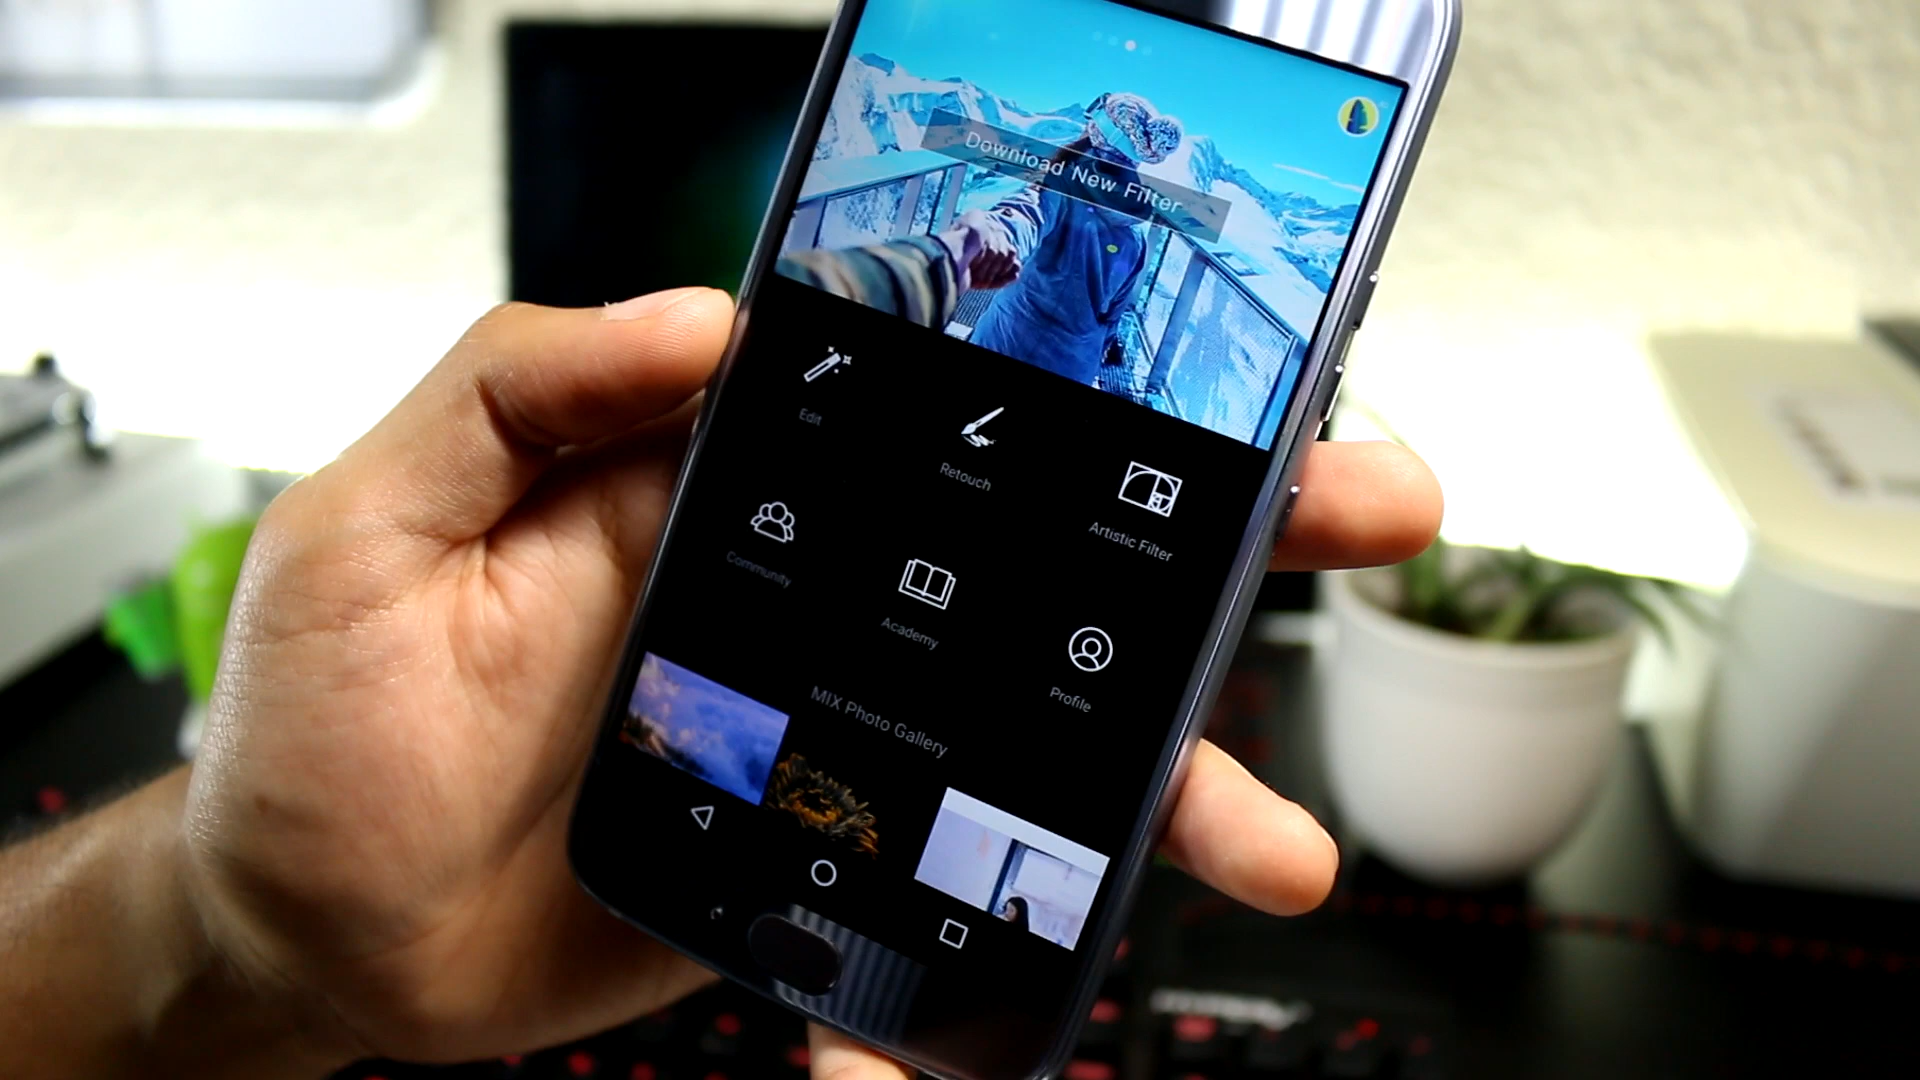 Download New Filter
Edit
Retouch
Artistic Filter
Community
Academy
Profile
MIX Photo Gallery